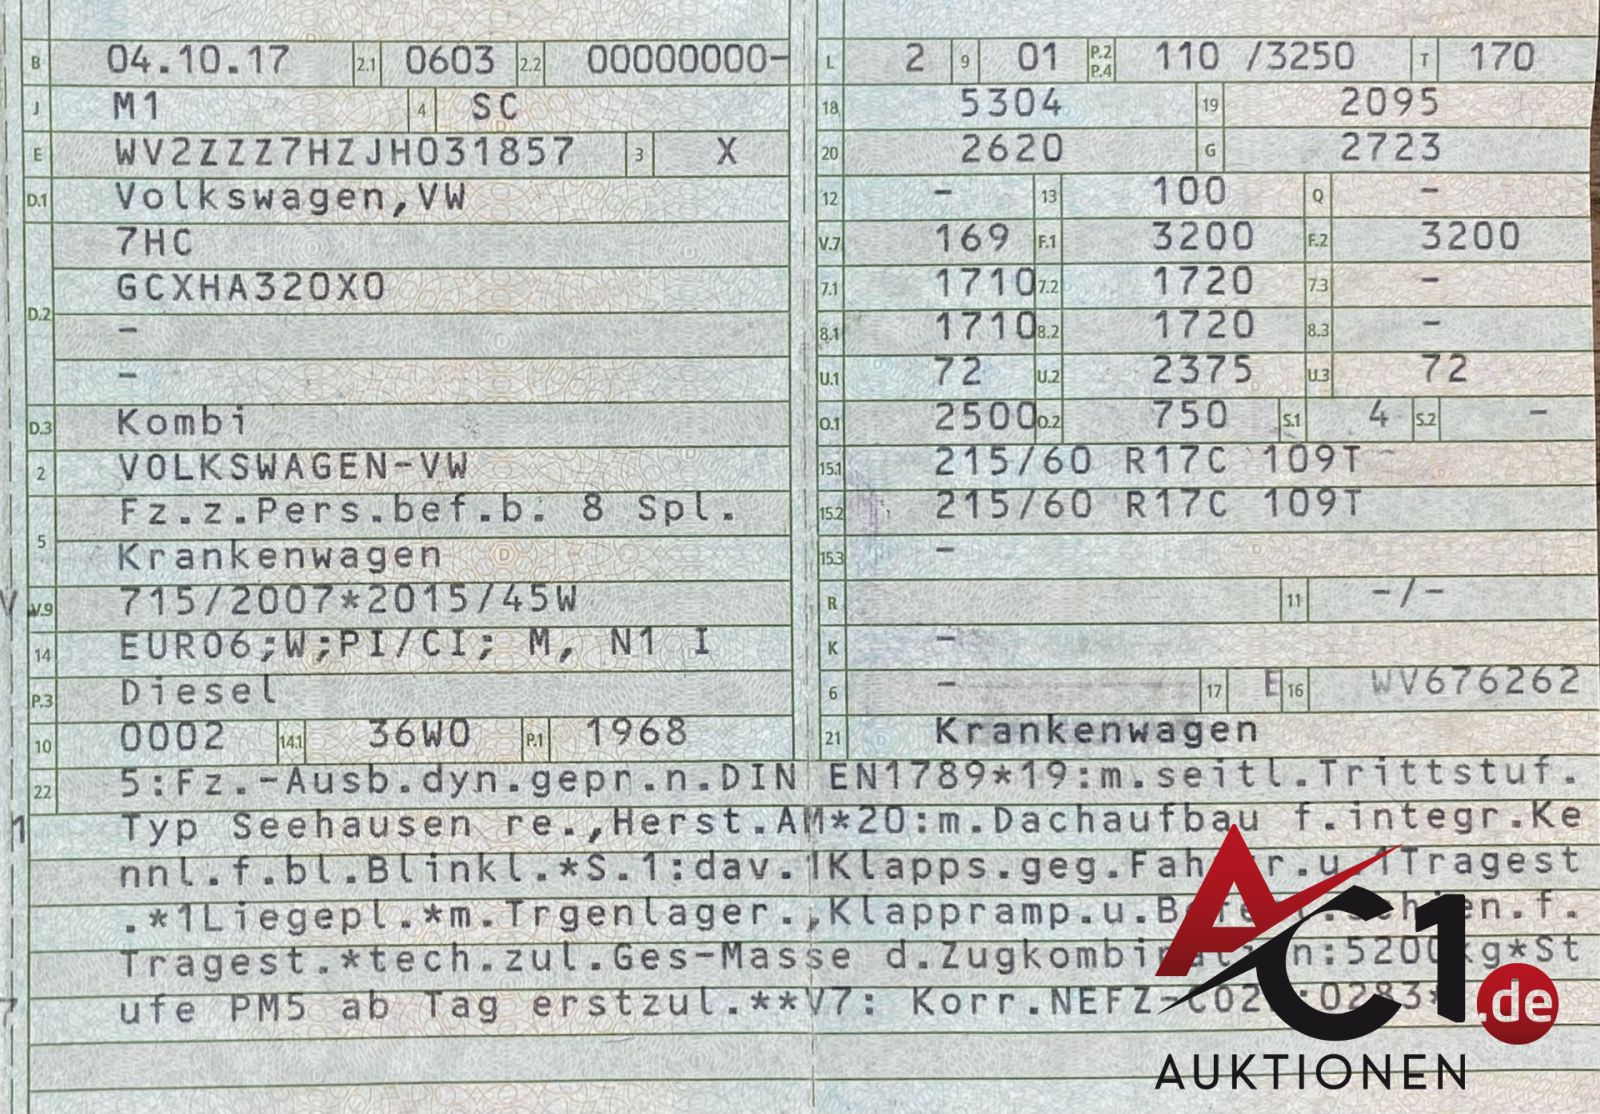 B 04.10.17 2.1 0603 2.2 00000000-
J M1 4 SC
E WV2ZZZ7HZJH031857 3 X
D.1 Volkswagen,VW
7HC
D.2 GCXHA320X0
-
-
D.3 Kombi
2 VOLKSWAGEN-VW
Fz.z.Pers.bef.b. 8 Spl.
5 Krankenwagen
V.9 715/2007*2015/45W
14 EURO6;W;PI/CI; M, N1 I
P.3 Diesel
10 0002 14.1 36W0 P.1 1968
L 2 9 01 P.2 P.4 110 /3250 T 170
18 5304 19 2095
20 2620 G 2723
12 - 13 100 Q -
V.7 169 F.1 3200 F.2 3200
7.1 1710 7.2 1720 7.3 -
8.1 1710 8.2 1720 8.3 -
U.1 72 U.2 2375 U.3 72
O.1 2500 O.2 750 S.1 4 S.2 -
15.1 215/60 R17C 109T
15.2 215/60 R17C 109T
15.3 -
R 11 -/-
K -
6 - 17 E 16 WV676262
21 Krankenwagen
22 5:Fz.-Ausb.dyn.gepr.n.DIN EN1789*19:m.seitl.Trittstuf.
Typ Seehausen re.,Herst.AM*20:m.Dachaufbau f.integr.Ke
nnl.f.bl.Blinkl.*S.1:dav.1Klapps.geg.Fah r.u.1Tragest
.*1Liegepl.*m.Trgenlager.,Klappramp.u.
Tragest.*tech.zul.Ges-Masse d.Zugkombination:5200kg*St
ufe PM5 ab Tag erstzul.**V7: Korr.NEFZ-CO2 :0283*
AC1.de
AUKTIONEN